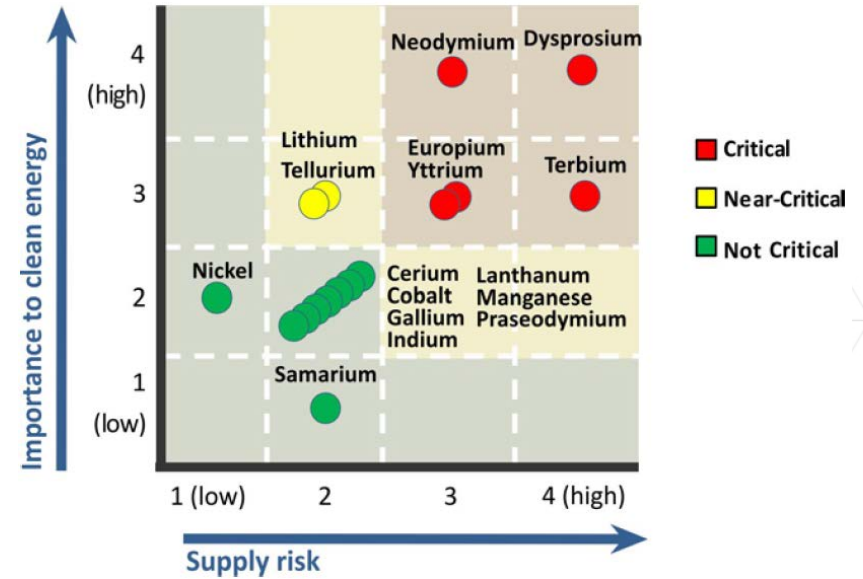 Importance to clean energy
4
(high)
3
2
1
(low)
Neodymium
Dysprosium
Lithium
Tellurium
Europium
Yttrium
Terbium
Nickel
Cerium
Cobalt
Gallium
Indium
Lanthanum
Manganese
Praseodymium
Samarium
1 (low)
2
3
4 (high)
Supply risk
Critical
Near-Critical
Not Critical